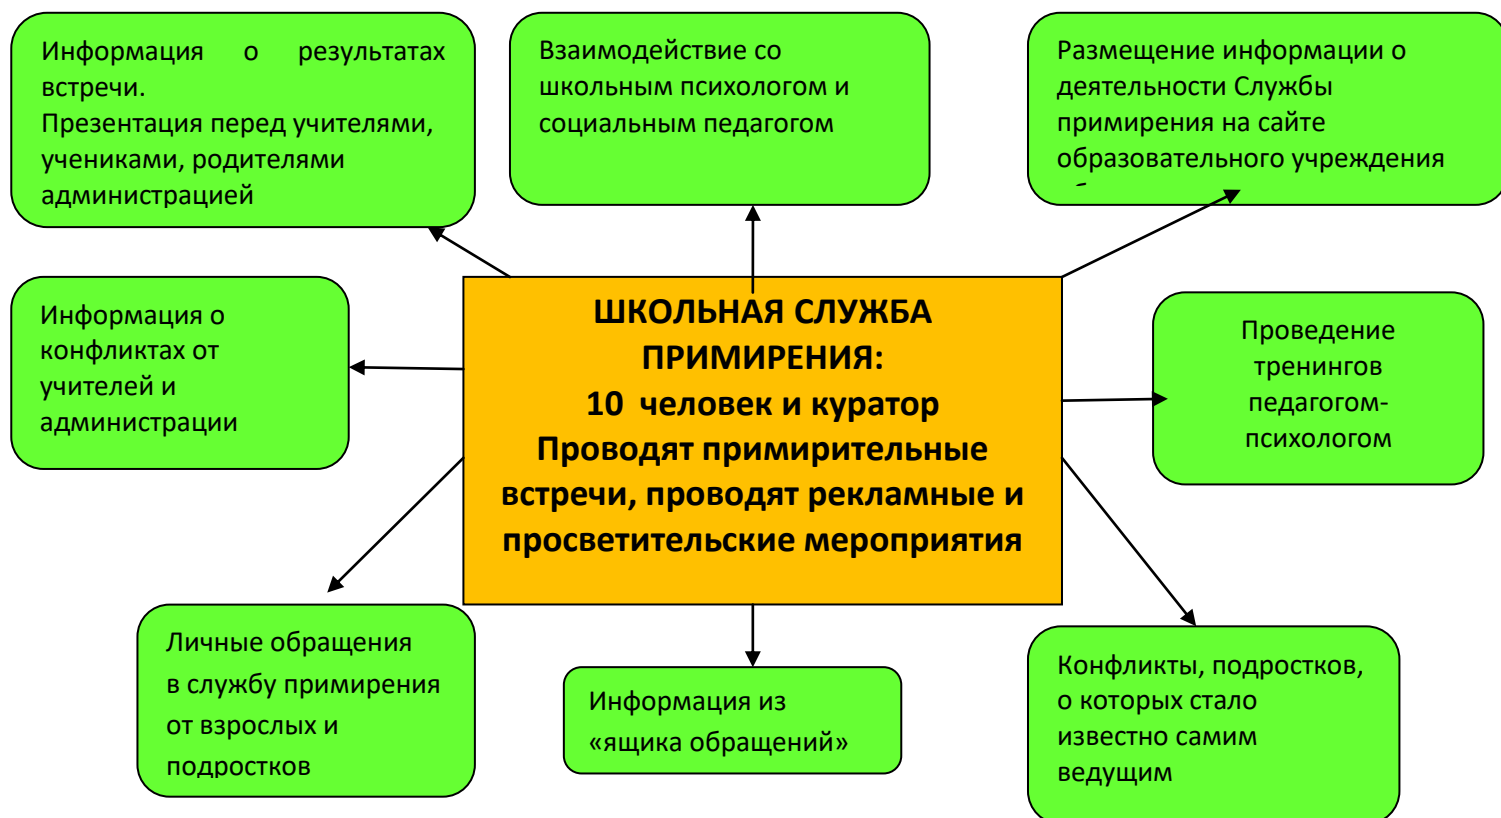 Информация о результатах
встречи.
Презентация перед учителями,
учениками, родителями
администрацией
Взаимодействие со
школьным психологом и
социальным педагогом
Размещение информации о
деятельности Службы
примирения на сайте
образовательного учреждения
Информация о
конфликтах от
учителей и
администрации
ШКОЛЬНАЯ СЛУЖБА
ПРИМИРЕНИЯ:
10 человек и куратор
Проводят примирительные
встречи, проводят рекламные и
просветительские мероприятия
Проведение
тренингов
педагогом-
психологом
Личные обращения
в службу примирения
от взрослых и
подростков
Информация из
«ящика обращений»
Конфликты, подростков,
о которых стало
известно самим
ведущим